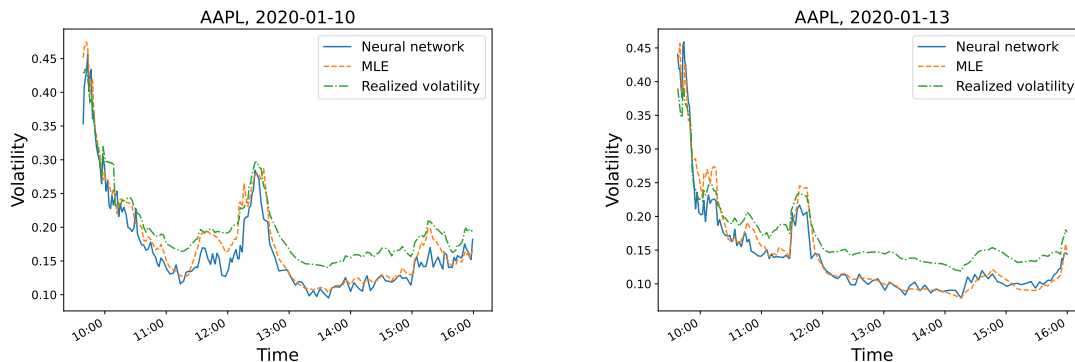 AAPL, 2020-01-10
Volatility
0.45
0.40
0.35
0.30
0.25
0.20
0.15
0.10
Neural network
MLE
Realized volatility
10:00
11:00
12:00
13:00
14:00
15:00
16:00
Time
AAPL, 2020-01-13
Volatility
0.45
0.40
0.35
0.30
0.25
0.20
0.15
0.10
Neural network
MLE
Realized volatility
10:00
11:00
12:00
13:00
14:00
15:00
16:00
Time